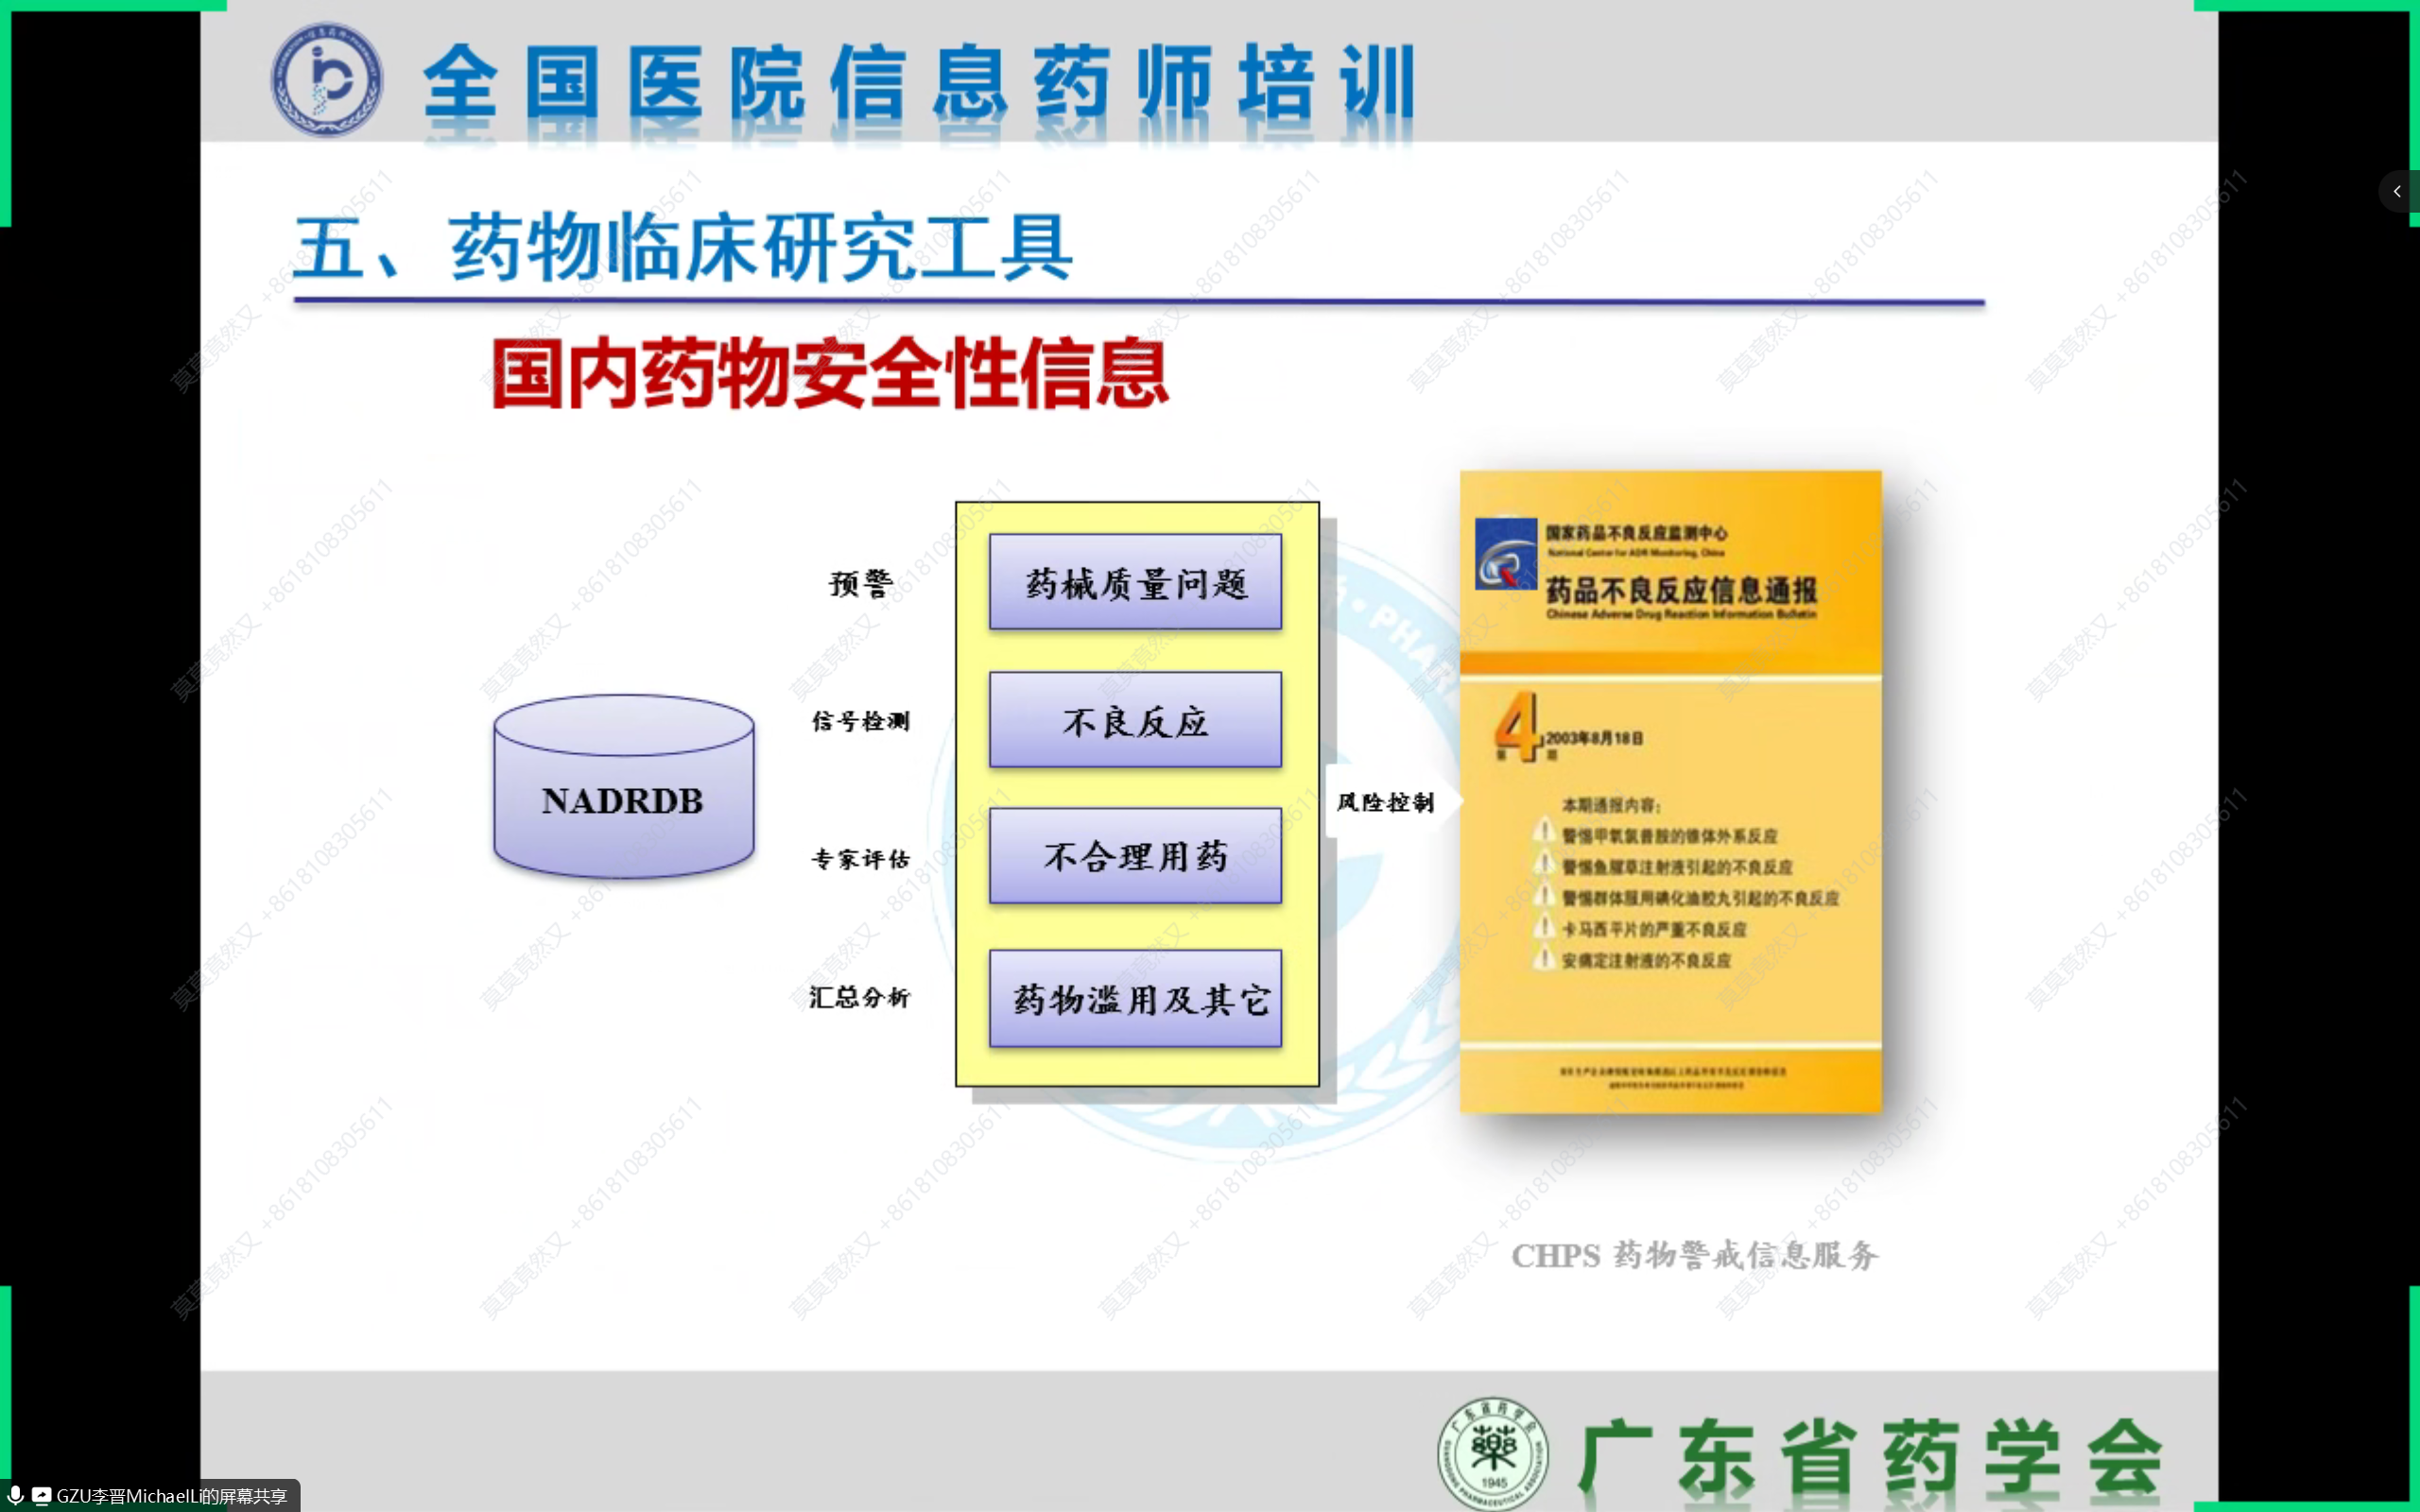 全国医院信息药师培训
五、药物临床研究工具
国内药物安全性信息
NADRDB
预警
信号检测
专家评估
汇总分析
药械质量问题
不良反应
不合理用药
药物滥用及其它
风险控制
国家药品不良反应监测中心
National Center for ADR Monitoring, China
药品不良反应信息通报
Chinese Adverse Drug Reaction Information Bulletin
第4期
2003年8月18日
本期通报内容:
警惕甲氧氯普胺的锥体外系反应
警惕鱼腥草注射液引起的不良反应
警惕群体服用碘化油胶丸引起的不良反应
卡马西平片的严重不良反应
安痛定注射液的不良反应
CHPS 药物警戒信息服务
广东省药学会
1945
广东省药学会
GZU李晋MichaelLi的屏幕共享
莫莫竟然又 +8618108305611